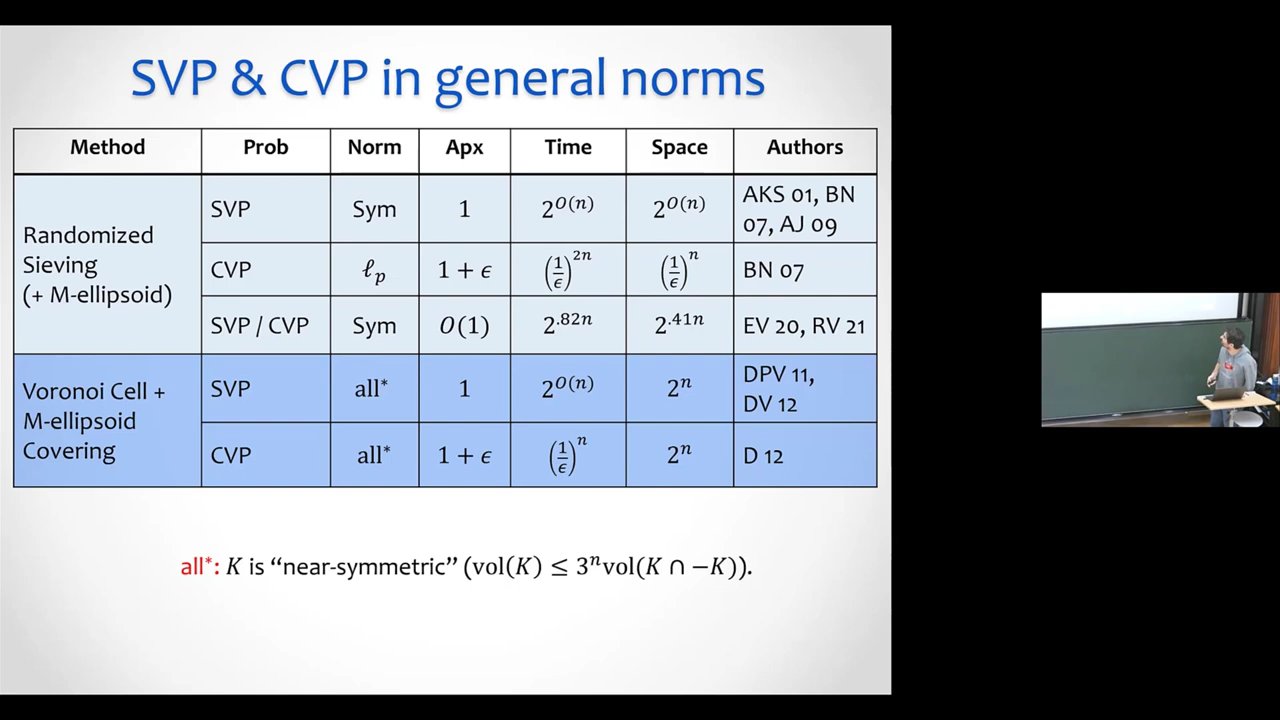 SVP & CVP in general norms
Method Prob Norm Apx Time Space Authors
Randomized Sieving (+ M-ellipsoid)
SVP Sym 1 2^{O(n)} 2^{O(n)} AKS 01, BN 07, AJ 09
CVP ℓ_p 1 + ϵ (1/ϵ)^{2n} (1/ϵ)^n BN 07
SVP / CVP Sym O(1) 2^{.82n} 2^{.41n} EV 20, RV 21
Voronoi Cell + M-ellipsoid Covering
SVP all* 1 2^{O(n)} 2^n DPV 11, DV 12
CVP all* 1 + ϵ (1/ϵ)^n 2^n D 12
all*: K is “near-symmetric” (vol(K) ≤ 3^n vol(K ∩ −K)).